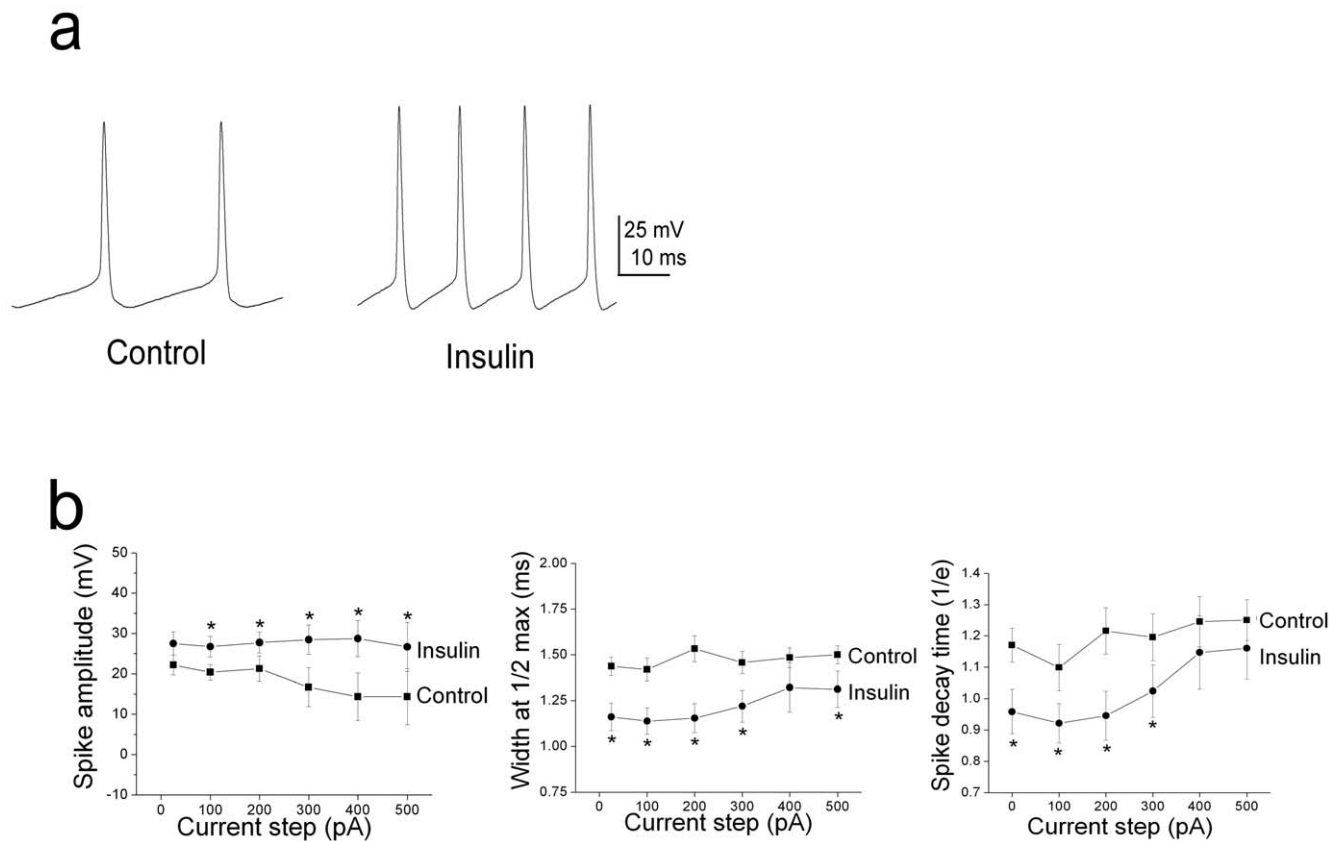 a
25 mV
10 ms
Control
Insulin
b
Spike amplitude (mV)
50
40
30
20
10
0
-10
* * * * *
Insulin
Control
0 100 200 300 400 500
Current step (pA)
Width at 1/2 max (ms)
2.00
1.75
1.50
1.25
1.00
0.75
Control
Insulin
* * * * *
0 100 200 300 400 500
Current step (pA)
Spike decay time (1/e)
1.4
1.3
1.2
1.1
1.0
0.9
0.8
0.7
Control
Insulin
* * * *
0 100 200 300 400 500
Current step (pA)